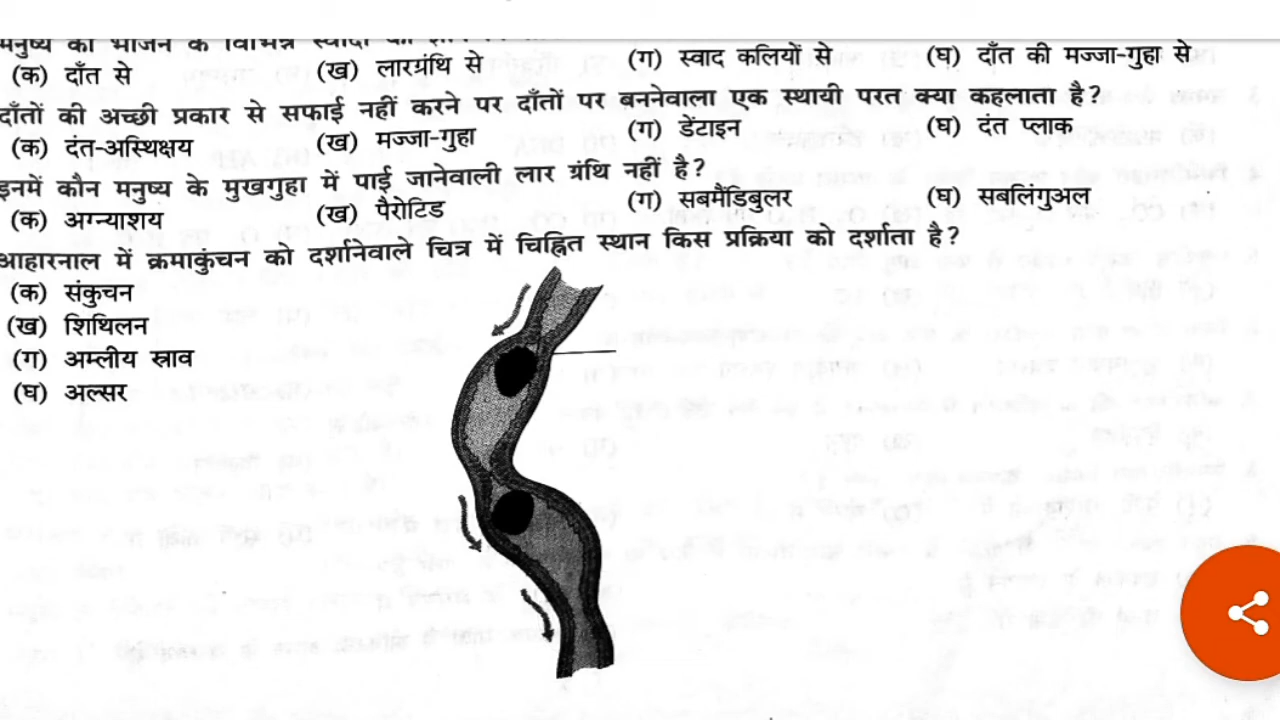 मनुष्य को भोजन के विभिन्न स्वादों का
(क) दाँत से (ख) लारग्रंथि से (ग) स्वाद कलियों से (घ) दाँत की मज्जा-गुहा से
दाँतों की अच्छी प्रकार से सफाई नहीं करने पर दाँतों पर बननेवाला एक स्थायी परत क्या कहलाता है?
(क) दंत-अस्थिक्षय (ख) मज्जा-गुहा (ग) डेंटाइन (घ) दंत प्लाक
इनमें कौन मनुष्य के मुखगुहा में पाई जानेवाली लार ग्रंथि नहीं है?
(क) अग्न्याशय (ख) पैरोटिड (ग) सबमैंडिबुलर (घ) सबलिंगुअल
आहारनाल में क्रमाकुंचन को दर्शानेवाले चित्र में चिह्नित स्थान किस प्रक्रिया को दर्शाता है?
(क) संकुचन
(ख) शिथिलन
(ग) अम्लीय स्राव
(घ) अल्सर